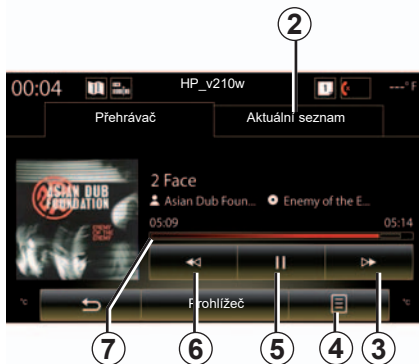 2
00:04 HP_v210w 1 ---°F
Přehrávač Aktuální seznam
ASIAN DUB
FOUNDATION
ENEMY
OF THE
ENEMY
2 Face
Asian Dub Foun... Enemy of the E...
05:09 05:14
°C Prohlížeč °C
7 6 5 4 3